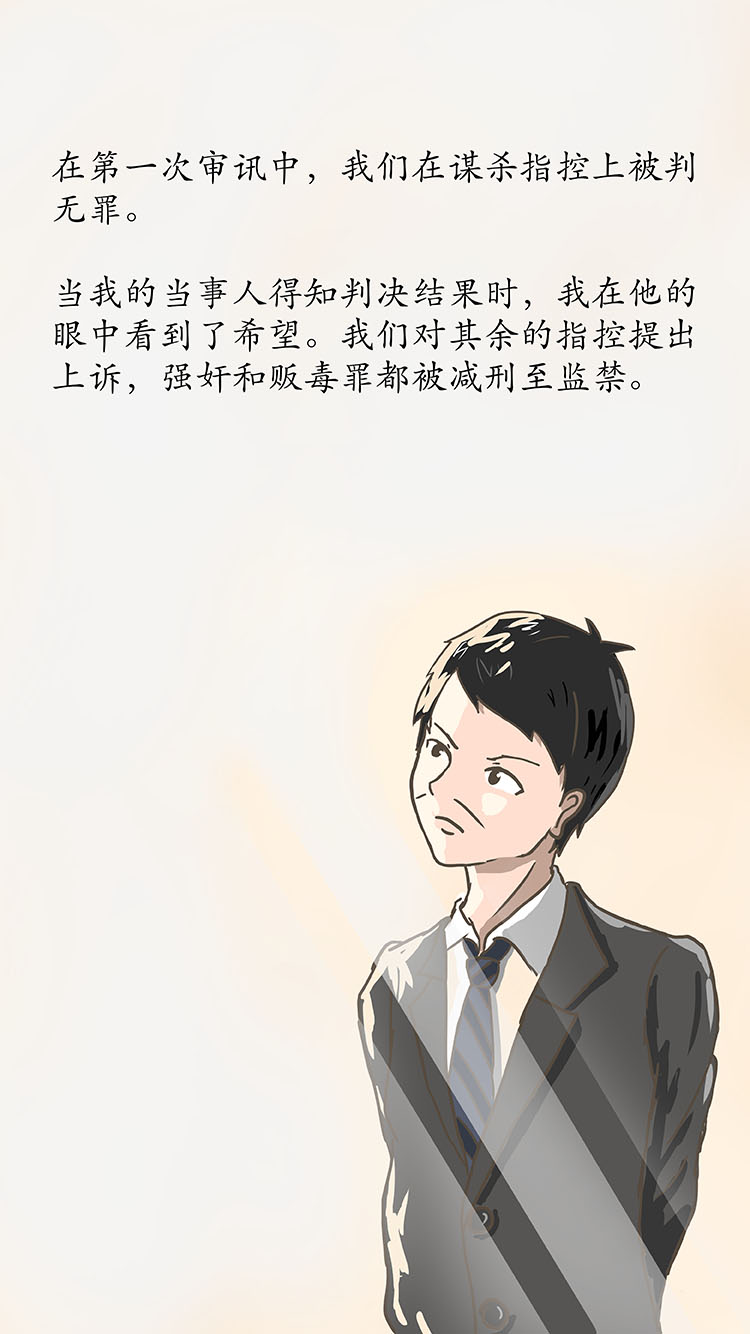 在第一次审讯中，我们在谋杀指控上被判
无罪。
当我的当事人得知判决结果时，我在他的
眼中看到了希望。我们对其余的指控提出
上诉，强奸和贩毒罪都被减刑至监禁。